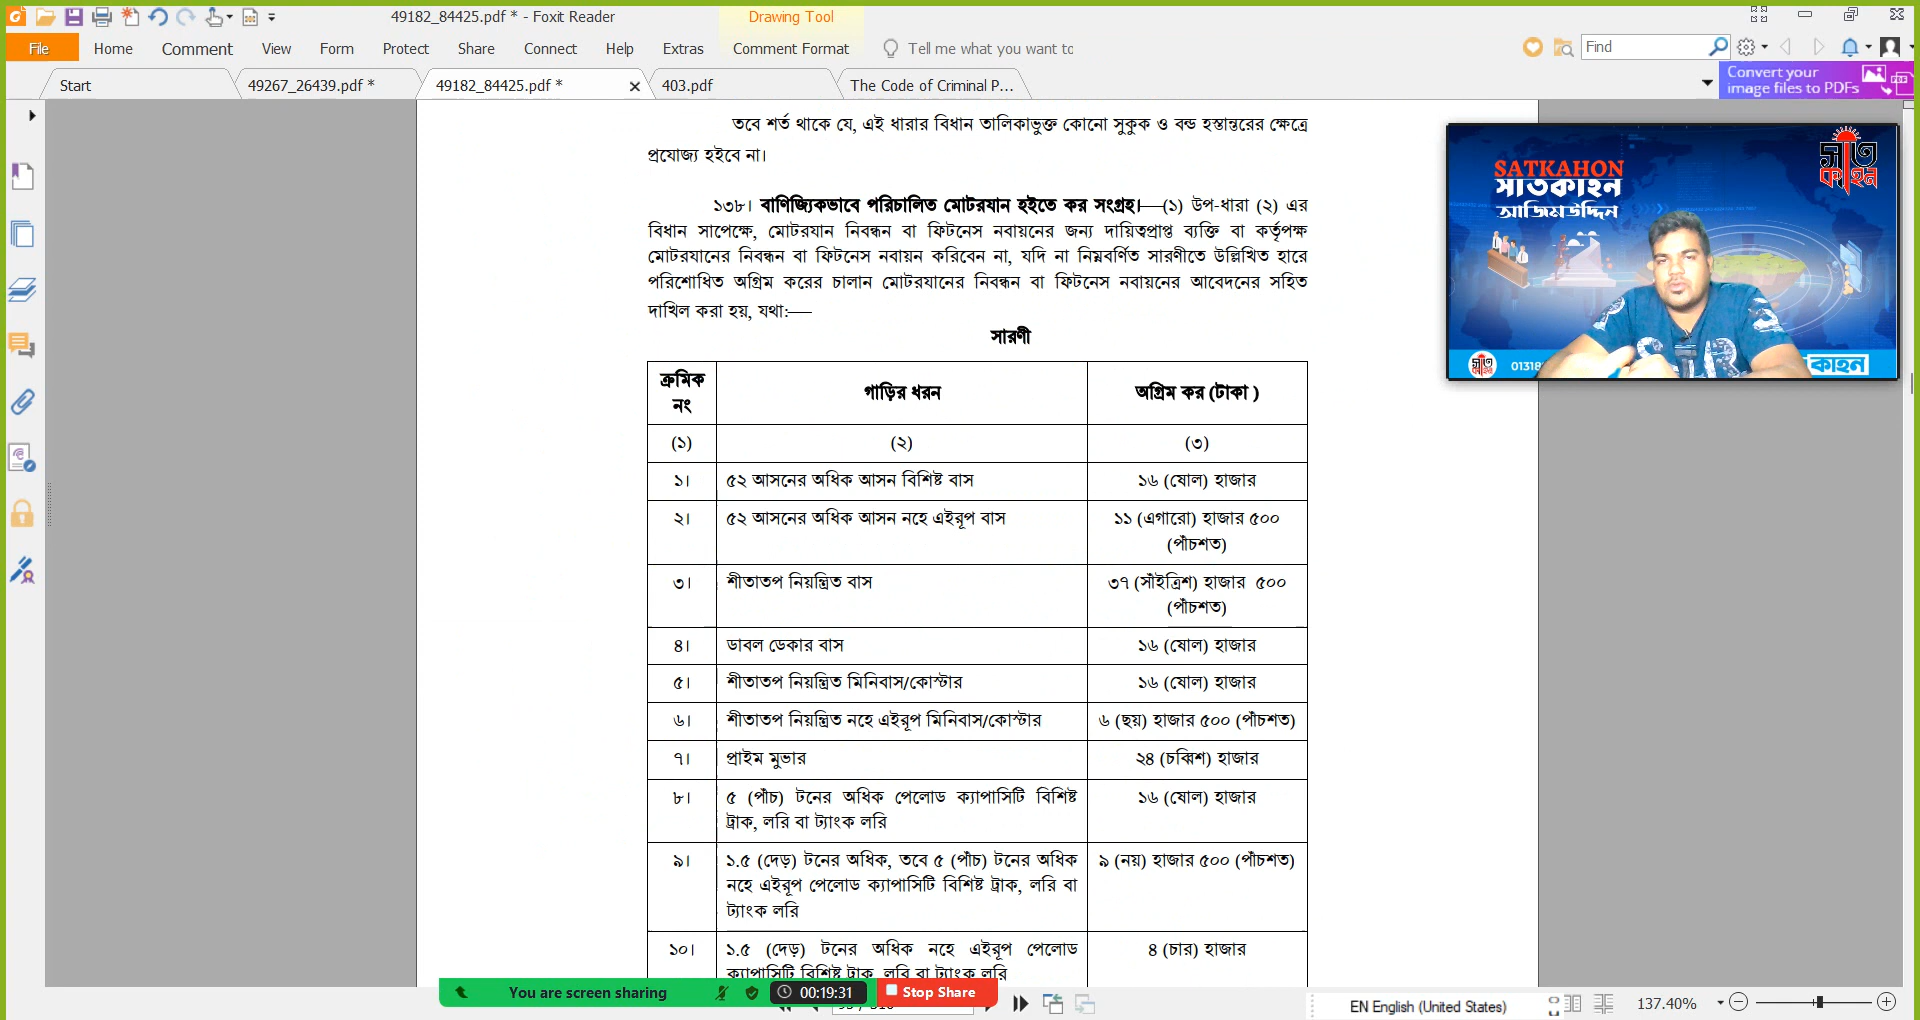 49182_84425.pdf * - Foxit Reader
Drawing Tool
File Home Comment View Form Protect Share Connect Help Extras Comment Format Tell me what you want to Find
Start 49267_26439.pdf * 49182_84425.pdf * 403.pdf The Code of Criminal P...
Convert your
image files to PDFs
তবে শর্ত থাকে যে, এই ধারার বিধান তালিকাভুক্ত কোনো সুকুক ও বন্ড হস্তান্তরের ক্ষেত্রে
প্রযোজ্য হইবে না।
১৩৮। বাণিজ্যিকভাবে পরিচালিত মোটরযান হইতে কর সংগ্রহ।—(১) উপ-ধারা (২) এর
বিধান সাপেক্ষে, মোটরযান নিবন্ধন বা ফিটনেস নবায়নের জন্য দায়িত্বপ্রাপ্ত ব্যক্তি বা কর্তৃপক্ষ
মোটরযানের নিবন্ধন বা ফিটনেস নবায়ন করিবেন না, যদি না নিম্নবর্ণিত সারণীতে উল্লিখিত হারে
পরিশোধিত অগ্রিম করের চালান মোটরযানের নিবন্ধন বা ফিটনেস নবায়নের আবেদনের সহিত
দাখিল করা হয়, যথা:—
সারণী
ক্রমিক নং গাড়ির ধরন অগ্রিম কর (টাকা )
(১) (২) (৩)
১। ৫২ আসনের অধিক আসন বিশিষ্ট বাস ১৬ (ষোল) হাজার
২। ৫২ আসনের অধিক আসন নহে এইরূপ বাস ১১ (এগারো) হাজার ৫০০
(পাঁচশত)
৩। শীতাতপ নিয়ন্ত্রিত বাস ৩৭ (সাঁইত্রিশ) হাজার ৫০০
(পাঁচশত)
৪। ডাবল ডেকার বাস ১৬ (ষোল) হাজার
৫। শীতাতপ নিয়ন্ত্রিত মিনিবাস/কোস্টার ১৬ (ষোল) হাজার
৬। শীতাতপ নিয়ন্ত্রিত নহে এইরূপ মিনিবাস/কোস্টার ৬ (ছয়) হাজার ৫০০ (পাঁচশত)
৭। প্রাইম মুভার ২৪ (চব্বিশ) হাজার
৮। ৫ (পাঁচ) টনের অধিক পেলোড ক্যাপাসিটি বিশিষ্ট ১৬ (ষোল) হাজার
ট্রাক, লরি বা ট্যাংক লরি
৯। ১.৫ (দেড়) টনের অধিক, তবে ৫ (পাঁচ) টনের অধিক ৯ (নয়) হাজার ৫০০ (পাঁচশত)
নহে এইরূপ পেলোড ক্যাপাসিটি বিশিষ্ট ট্রাক, লরি বা
ট্যাংক লরি
১০। ১.৫ (দেড়) টনের অধিক নহে এইরূপ পেলোড ৪ (চার) হাজার
ক্যাপাসিটি বিশিষ্ট ট্রাক, লরি বা ট্যাংক লরি
SATKAHON
সাতকাহন
আজিমউদ্দিন
সাত
কাহন
0131
কাহন
You are screen sharing 00:19:31 Stop Share
EN English (United States) 137.40%